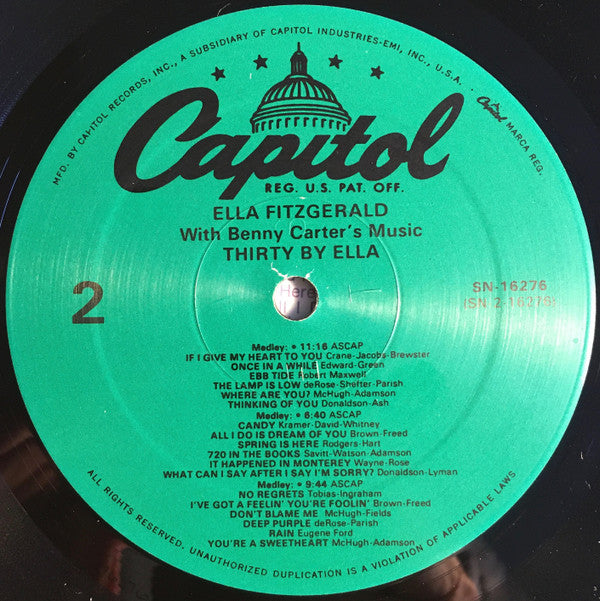 MFD. BY CAPITOL RECORDS, INC., A SUBSIDIARY OF CAPITOL INDUSTRIES-EMI, INC., U.S.A. . Capitol MARCA REG.
Capitol
REG. U.S. PAT. OFF.
ELLA FITZGERALD
With Benny Carter's Music
THIRTY BY ELLA
2
SN-16276
(SN-2-16276)
Here
Medley: • 11:16 ASCAP
IF I GIVE MY HEART TO YOU Crane-Jacobs-Brewster
ONCE IN A WHILE Edward-Green
EBB TIDE Robert Maxwell
THE LAMP IS LOW deRose-Shefter-Parish
WHERE ARE YOU? McHugh-Adamson
THINKING OF YOU Donaldson-Ash
Medley: • 6:40 ASCAP
CANDY Kramer-David-Whitney
ALL I DO IS DREAM OF YOU Brown-Freed
SPRING IS HERE Rodgers-Hart
720 IN THE BOOKS Savitt-Watson-Adamson
IT HAPPENED IN MONTEREY Wayne-Rose
WHAT CAN I SAY AFTER I SAY I'M SORRY? Donaldson-Lyman
Medley: • 9:44 ASCAP
NO REGRETS Tobias-Ingraham
I'VE GOT A FEELIN' YOU'RE FOOLIN' Brown-Freed
DON'T BLAME ME McHugh-Fields
DEEP PURPLE deRose-Parish
RAIN Eugene Ford
YOU'RE A SWEETHEART McHugh-Adamson
ALL RIGHTS RESERVED. UNAUTHORIZED DUPLICATION IS A VIOLATION OF APPLICABLE LAWS